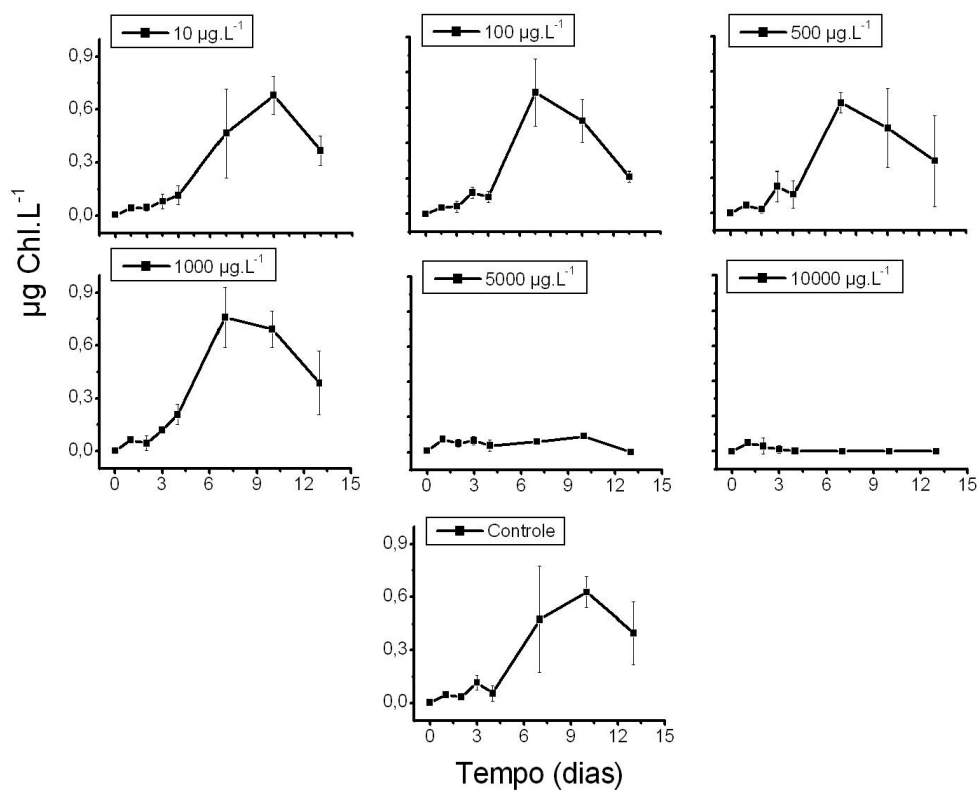 10 µg.L⁻¹
100 µg.L⁻¹
500 µg.L⁻¹
0,9
0,6
0,3
0,0
1000 µg.L⁻¹
5000 µg.L⁻¹
10000 µg.L⁻¹
0,9
0,6
0,3
0,0
0 3 6 9 12 15
0 3 6 9 12 15
0 3 6 9 12 15
µg Chl.L⁻¹
Controle
0,9
0,6
0,3
0,0
0 3 6 9 12 15
Tempo (dias)